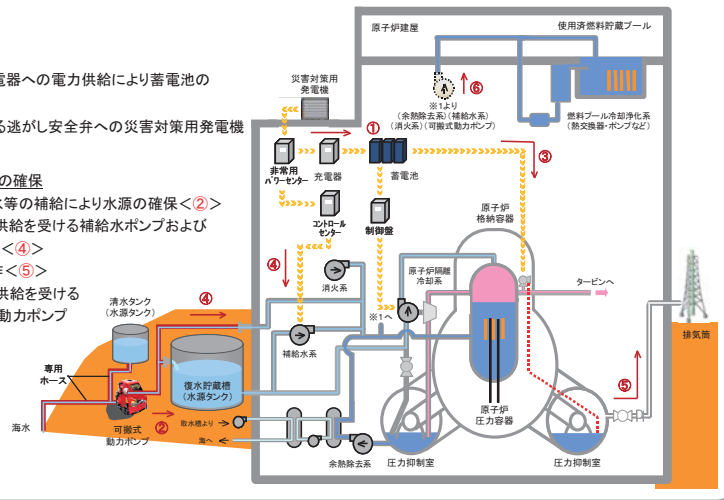 電器への電力供給により蓄電池の
る逃がし安全弁への災害対策用発電機
の確保
水等の補給により水源の確保<②>
供給を受ける補給水ポンプおよび
<④>
<⑤>
供給を受ける
動力ポンプ
原子炉建屋
使用済燃料貯蔵プール
災害対策用
発電機
⑥
※1より
(余熱除去系)(補給水系)
(消火系)(可搬式動力ポンプ)
燃料プール冷却浄化系
(熱交換器・ポンプなど)
①
③
非常用
パワーセンター
充電器
蓄電池
コントロール
センター
制御盤
原子炉
格納容器
④
消火系
原子炉隔離
冷却系
タービンへ
清水タンク
(水源タンク)
④
※1へ
補給水系
排気筒
専用
ホース
復水貯蔵槽
(水源タンク)
原子炉
圧力容器
⑤
海水
可搬式
動力ポンプ
②
取水槽より
海へ
余熱除去系
圧力抑制室
圧力抑制室